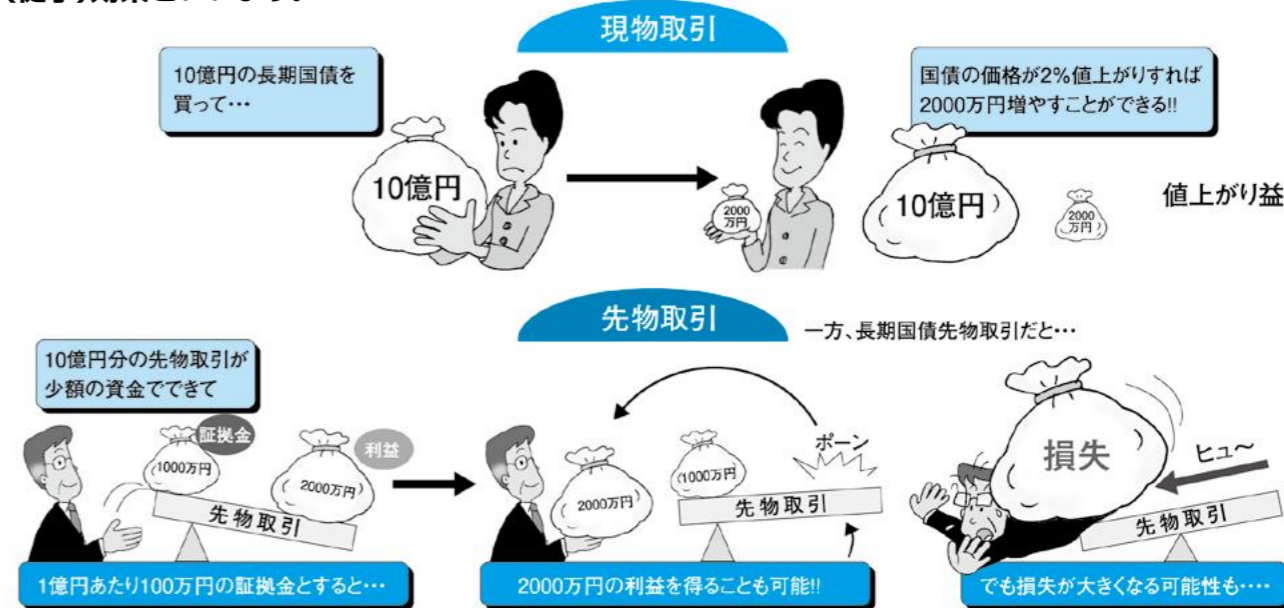 現物取引
10億円の長期国債を
買って・・・
国債の価格が2%値上がりすれば
2000万円増やすことができる!!
10億円
2000
万円
10億円
2000
万円
値上がり益
先物取引
一方、長期国債先物取引だと・・・
10億円分の先物取引が
少額の資金でできて
証拠金
1000万円
利益
2000万円
先物取引
1億円あたり100万円の証拠金とすると・・・
2000万円
1000万円
ポーン
先物取引
2000万円の利益を得ることも可能!!
損失
ヒュ〜
先物取引
でも損失が大きくなる可能性も・・・・